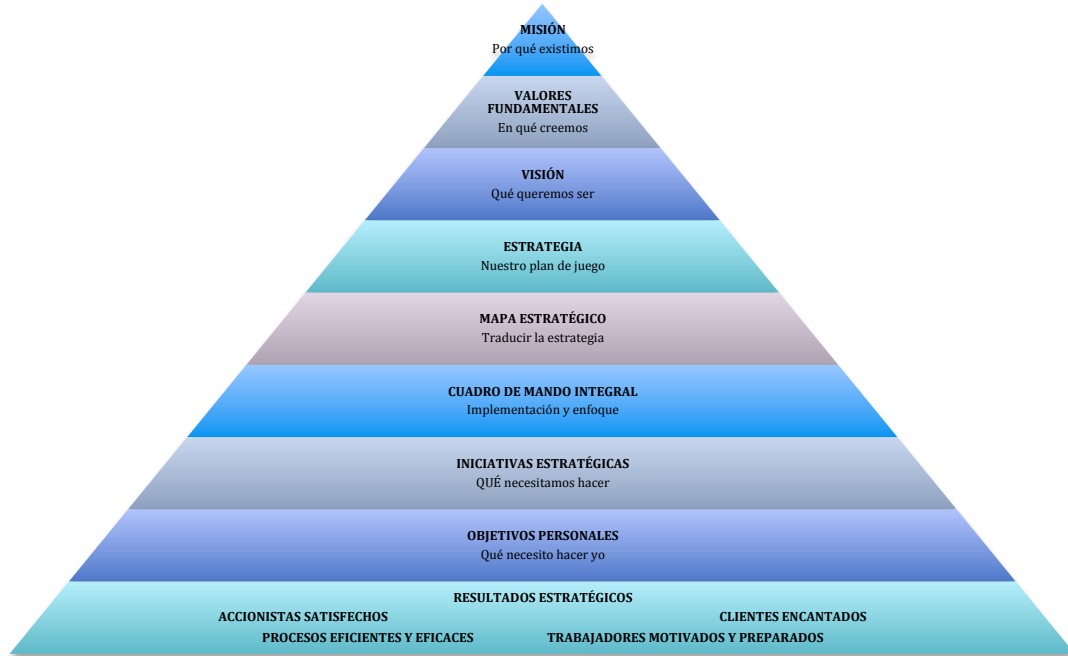 MISIÓN
Por qué existimos
VALORES
FUNDAMENTALES
En qué creemos
VISIÓN
Qué queremos ser
ESTRATEGIA
Nuestro plan de juego
MAPA ESTRATÉGICO
Traducir la estrategia
CUADRO DE MANDO INTEGRAL
Implementación y enfoque
INICIATIVAS ESTRATÉGICAS
QUÉ necesitamos hacer
OBJETIVOS PERSONALES
Qué necesito hacer yo
RESULTADOS ESTRATÉGICOS
ACCIONISTAS SATISFECHOS CLIENTES ENCANTADOS
PROCESOS EFICIENTES Y EFICACES TRABAJADORES MOTIVADOS Y PREPARADOS